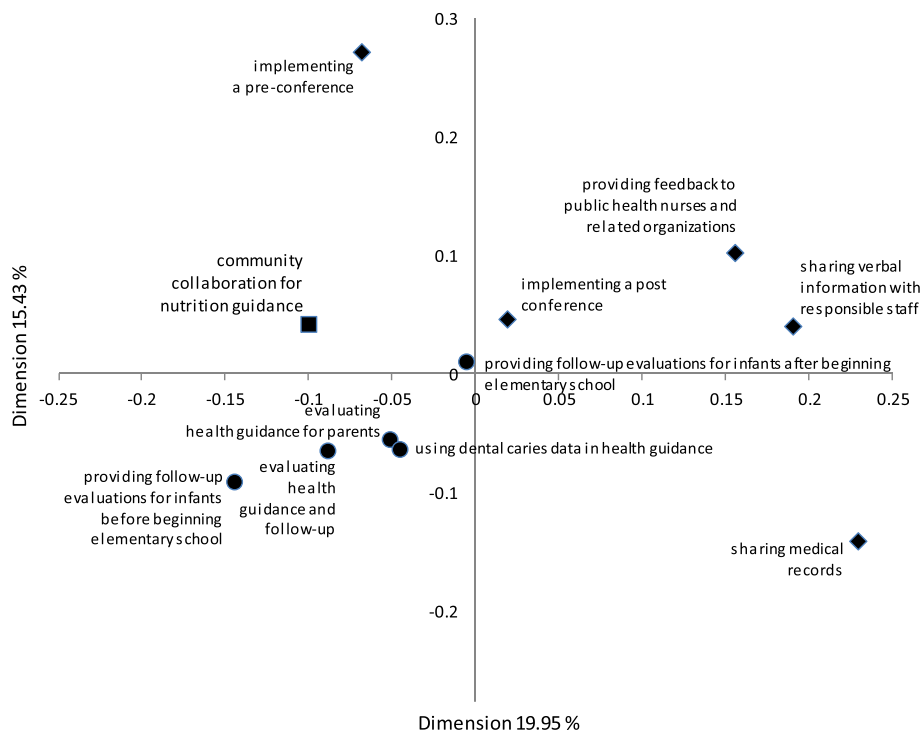 0.3
implementing
a pre-conference
0.2
providing feedback to
public health nurses and
related organizations
0.1
community
collaboration for
nutrition guidance
sharing verbal
information with
responsible staff
implementing a post
conference
Dimension 15.43 %
0
providing follow-up evaluations for infants after beginning
elementary school
-0.25
-0.2
-0.15
-0.1
-0.05
0
0.05
0.1
0.15
0.2
0.25
evaluating
health guidance for parents
using dental caries data in health guidance
evaluating
health
guidance and
follow-up
providing follow-up
evaluations for infants
before beginning
elementary school
-0.1
sharing medical
records
-0.2
Dimension 19.95 %